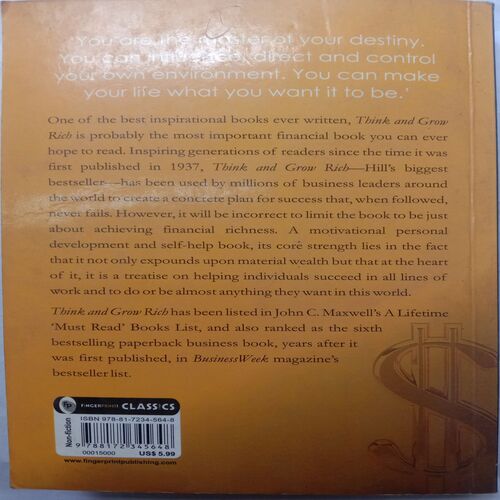 'You are the master of your destiny.
You can influence, direct and control
your own environment. You can make
your life what you want it to be.'
One of the best inspirational books ever written, Think and Grow
Rich is probably the most important financial book you can ever
hope to read. Inspiring generations of readers since the time it was
first published in 1937, Think and Grow Rich—Hill's biggest
bestseller—has been used by millions of business leaders around
the world to create a concrete plan for success that, when followed,
never fails. However, it will be incorrect to limit the book to be just
about achieving financial richness. A motivational personal
development and self-help book, its core strength lies in the fact
that it not only expounds upon material wealth but that at the heart
of it, it is a treatise on helping individuals succeed in all lines of
work and to do or be almost anything they want in this world.
Think and Grow Rich has been listed in John C. Maxwell's A Lifetime
'Must Read' Books List, and also ranked as the sixth
bestselling paperback business book, years after it
was first published, in BusinessWeek magazine's
bestseller list.
FP FINGERPRINT CLASSICS
Non-fiction
ISBN 978-81-7234-564-8
9 788172 345648
00015000 US$ 5.99
www.fingerprintpublishing.com